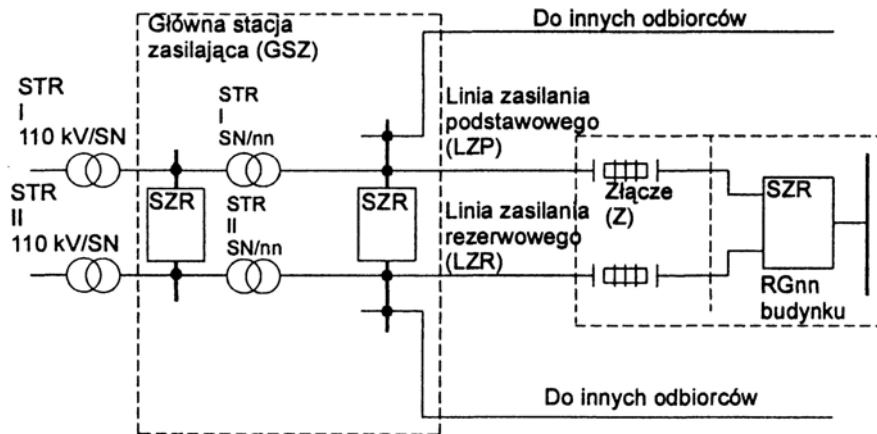 Główna stacja
zasilająca (GSZ)
Do innych odbiorców
STR
I
110 kV/SN
STR
I
SN/nn
Linia zasilania
podstawowego
(LZP)
STR
II
110 kV/SN
SZR
STR
II
SN/nn
SZR
Linia zasilania
rezerwowego
(LZR)
Złącze
(Z)
SZR
RGnn
budynku
Do innych odbiorców